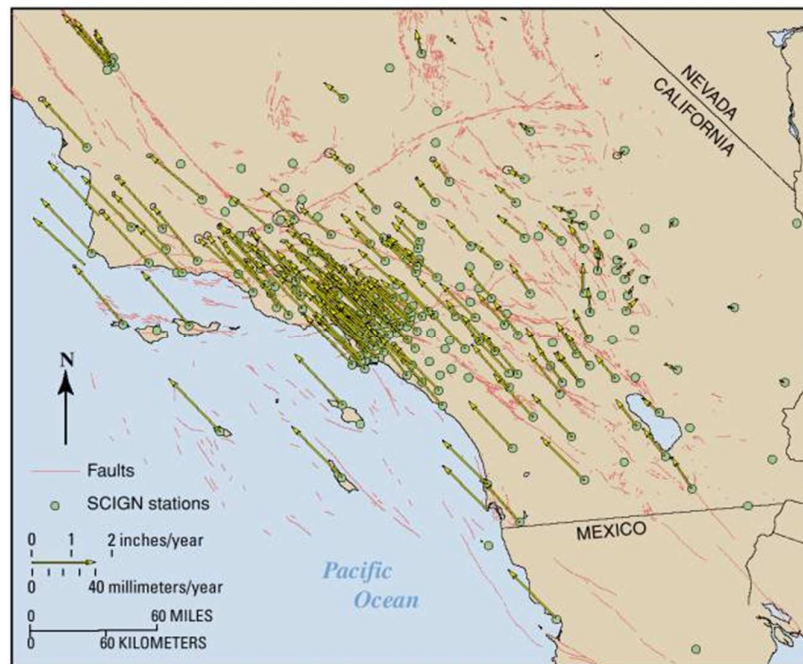 NEVADA
CALIFORNIA
N
Faults
SCIGN stations
0 1 2 inches/year
0 40 millimeters/year
0 60 MILES
0 60 KILOMETERS
MEXICO
Pacific
Ocean